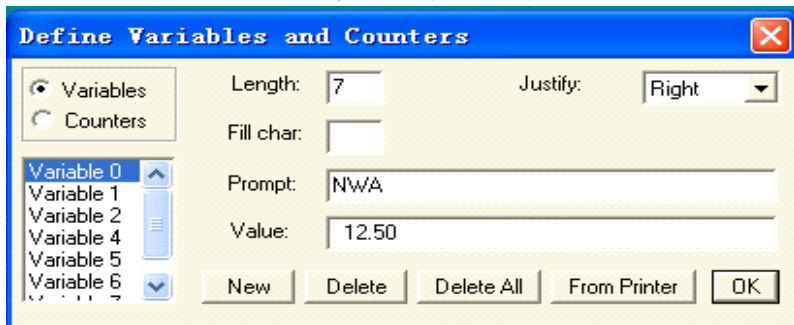 Define Variables and Counters
Variables
Counters
Length: 7
Justify: Right
Fill char:
Prompt: NWA
Value: 12.50
Variable 0
Variable 1
Variable 2
Variable 4
Variable 5
Variable 6
New Delete Delete All From Printer OK